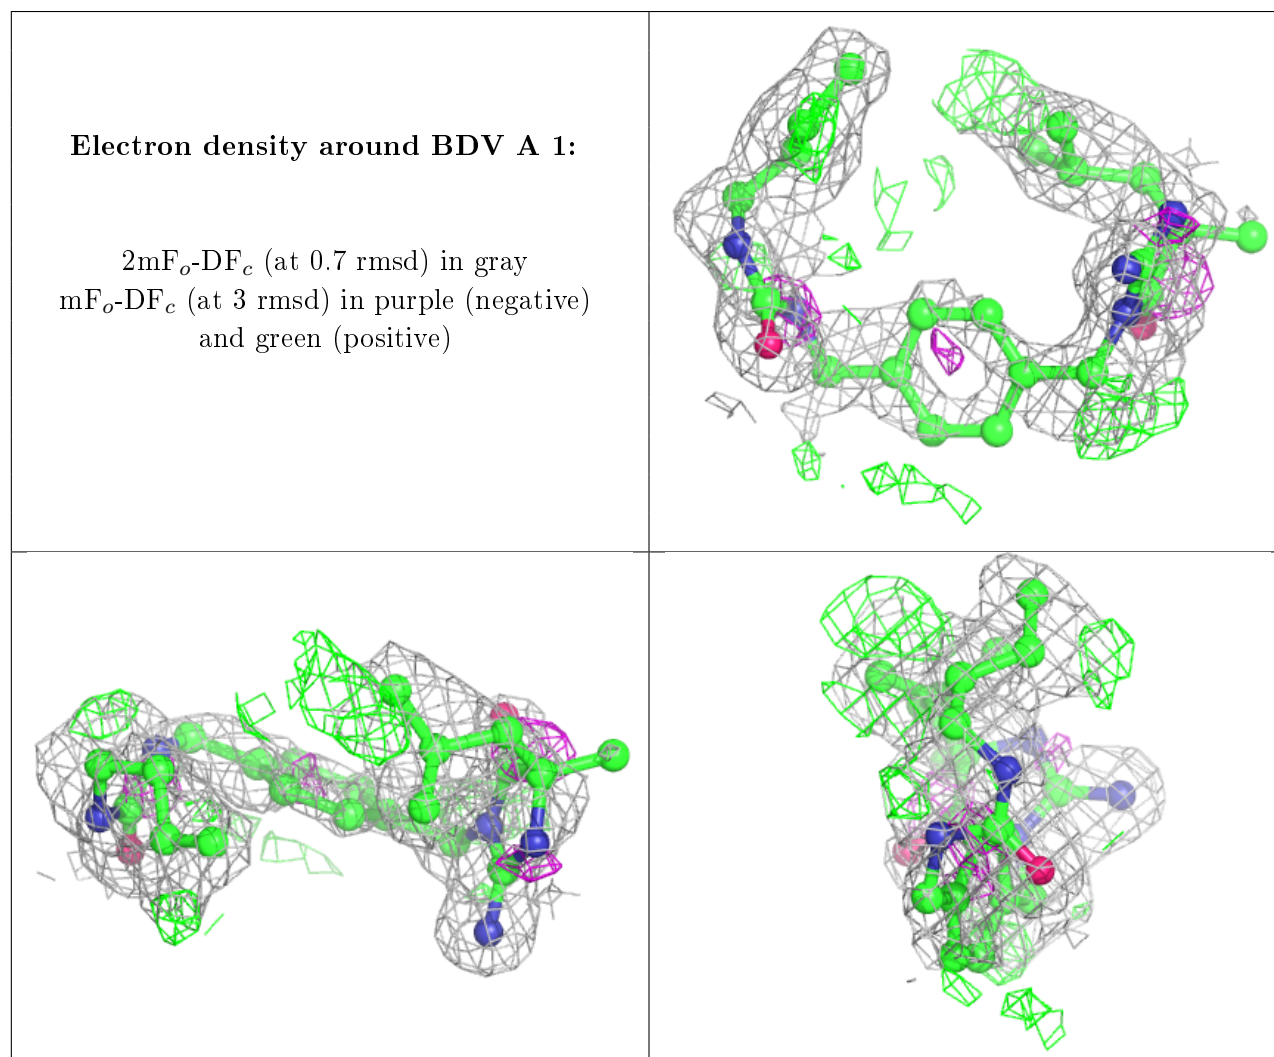 Electron density around BDV A 1:
2mFₒ-DF𝒸 (at 0.7 rmsd) in gray
mFₒ-DF𝒸 (at 3 rmsd) in purple (negative)
and green (positive)